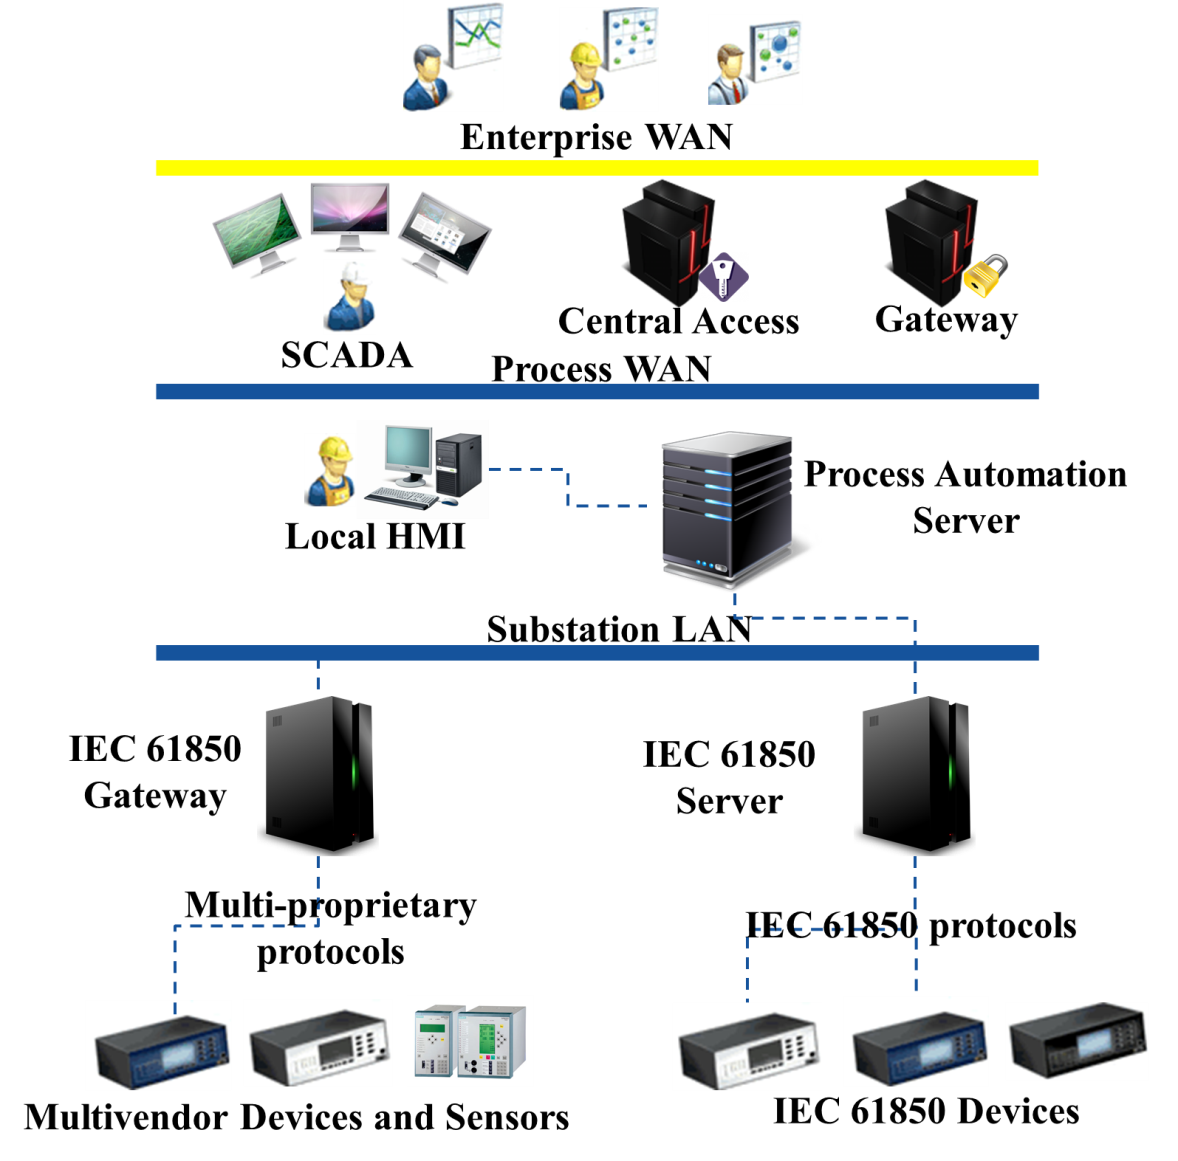 Enterprise WAN
SCADA
Central Access
Gateway
Process WAN
Local HMI
Process Automation
Server
Substation LAN
IEC 61850
Gateway
IEC 61850
Server
Multi-proprietary
protocols
IEC 61850 protocols
Multivendor Devices and Sensors
IEC 61850 Devices